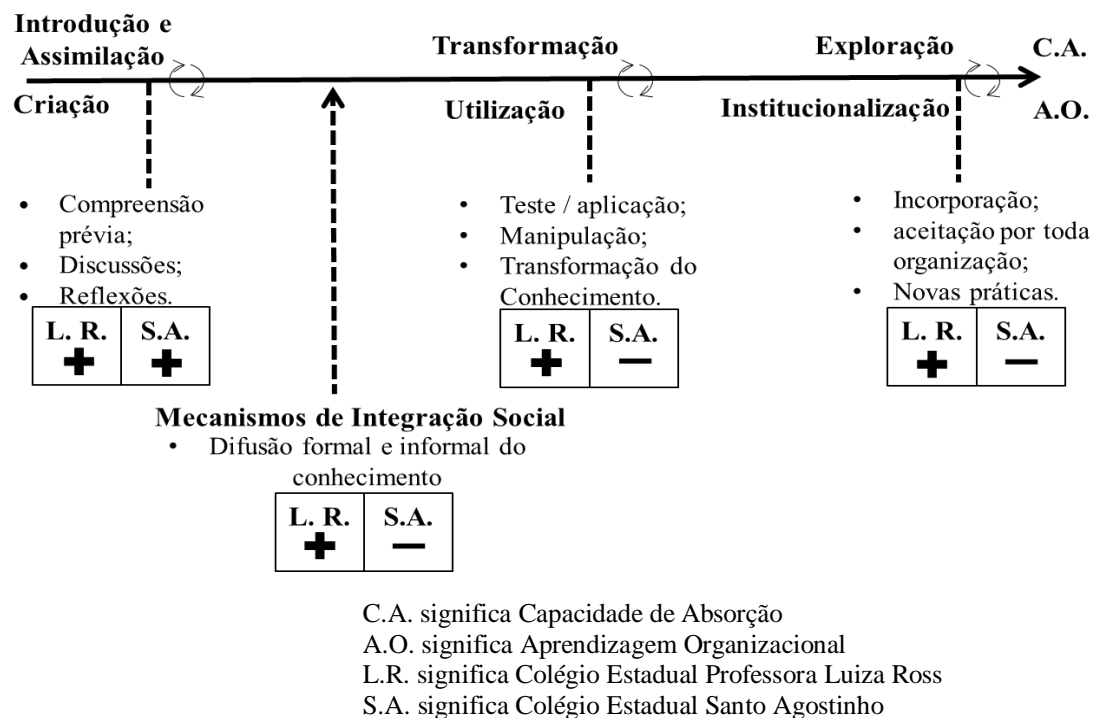 Introdução e
Assimilação
Transformação
Exploração
C.A.
Criação
Utilização
Institucionalização
A.O.
• Compreensão
prévia;
• Discussões;
• Reflexões.
L. R. S.A.
+ +
• Teste / aplicação;
• Manipulação;
• Transformação do
Conhecimento.
L. R. S.A.
+ −
• Incorporação;
• aceitação por toda
organização;
• Novas práticas.
L. R. S.A.
+ −
Mecanismos de Integração Social
• Difusão formal e informal do
conhecimento
L. R. S.A.
+ −
C.A. significa Capacidade de Absorção
A.O. significa Aprendizagem Organizacional
L.R. significa Colégio Estadual Professora Luiza Ross
S.A. significa Colégio Estadual Santo Agostinho